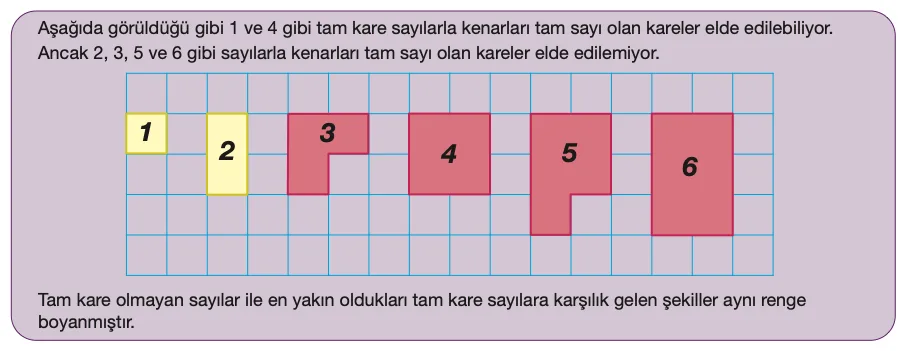 Aşağıda görüldüğü gibi 1 ve 4 gibi tam kare sayılarla kenarları tam sayı olan kareler elde edilebiliyor.
Ancak 2, 3, 5 ve 6 gibi sayılarla kenarları tam sayı olan kareler elde edilemiyor.
1
2
3
4
5
6
Tam kare olmayan sayılar ile en yakın oldukları tam kare sayılara karşılık gelen şekiller aynı renge
boyanmıştır.